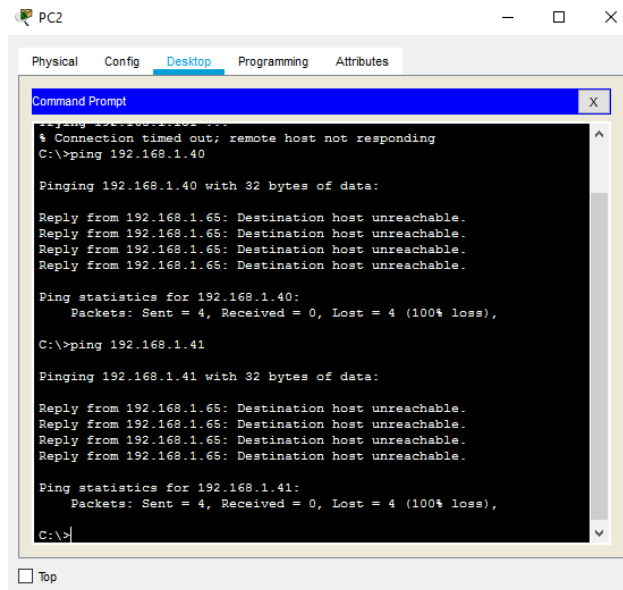 PC2
Physical Config Desktop Programming Attributes
Command Prompt
X
% Connection timed out; remote host not responding
C:\>ping 192.168.1.40
Pinging 192.168.1.40 with 32 bytes of data:
Reply from 192.168.1.65: Destination host unreachable.
Reply from 192.168.1.65: Destination host unreachable.
Reply from 192.168.1.65: Destination host unreachable.
Reply from 192.168.1.65: Destination host unreachable.
Ping statistics for 192.168.1.40:
Packets: Sent = 4, Received = 0, Lost = 4 (100% loss),
C:\>ping 192.168.1.41
Pinging 192.168.1.41 with 32 bytes of data:
Reply from 192.168.1.65: Destination host unreachable.
Reply from 192.168.1.65: Destination host unreachable.
Reply from 192.168.1.65: Destination host unreachable.
Reply from 192.168.1.65: Destination host unreachable.
Ping statistics for 192.168.1.41:
Packets: Sent = 4, Received = 0, Lost = 4 (100% loss),
C:\>
Top